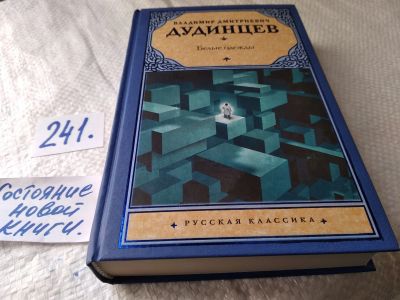 ВЛАДИМИР ДМИТРИЕВИЧ
ДУДИНЦЕВ
Белые одежды
РУССКАЯ КЛАССИКА
241.
Состояние
новой
книги.